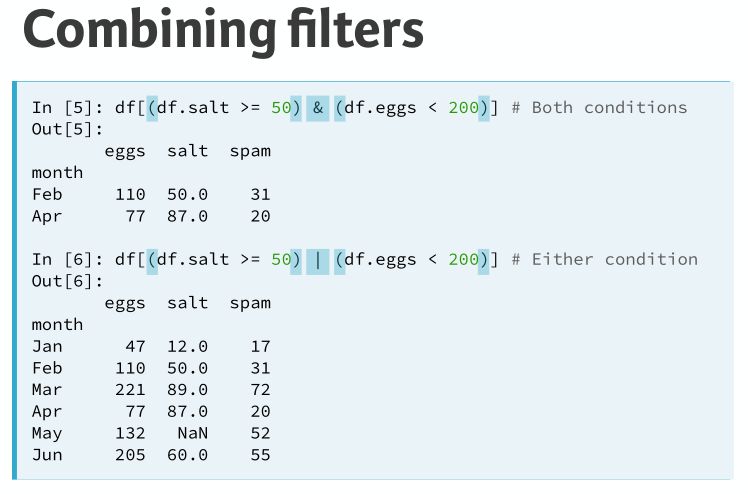 Combining filters
In [5]: df[(df.salt >= 50) & (df.eggs < 200)] # Both conditions
Out[5]:
       eggs  salt  spam
month
Feb     110  50.0    31
Apr      77  87.0    20
In [6]: df[(df.salt >= 50) | (df.eggs < 200)] # Either condition
Out[6]:
       eggs  salt  spam
month
Jan      47  12.0    17
Feb     110  50.0    31
Mar     221  89.0    72
Apr      77  87.0    20
May     132   NaN    52
Jun     205  60.0    55